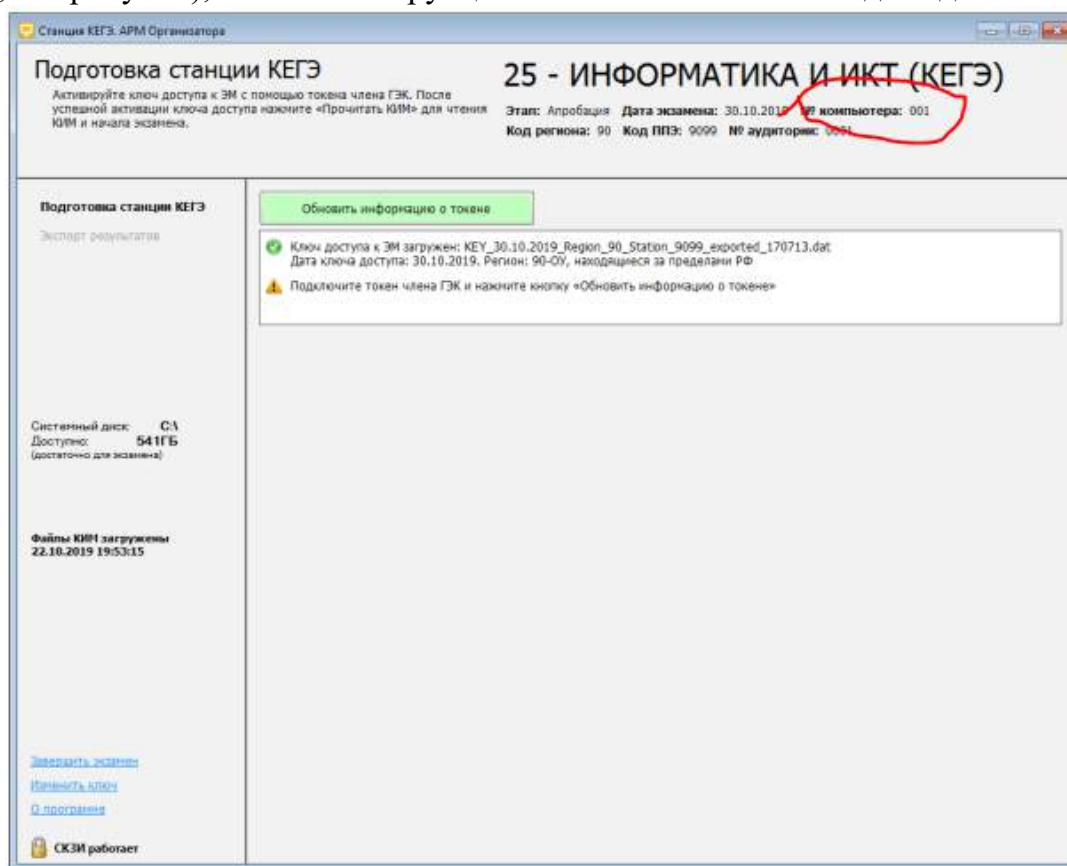 Станция КЕГЭ. АРМ Организатора
Подготовка станции КЕГЭ
Активируйте ключ доступа к ЭМ с помощью токена члена ГЭК. После
успешной активации ключа доступа нажмите «Прочитать КИМ» для чтения
КИМ и начала экзамена.
25 - ИНФОРМАТИКА И ИКТ (КЕГЭ)
Этап: Апробация Дата экзамена: 30.10.2019 № компьютера: 001
Код региона: 90 Код ППЭ: 9099 № аудитории: 0001
Подготовка станции КЕГЭ
Экспорт результатов
Обновить информацию о токене
Ключ доступа к ЭМ загружен: KEY_30.10.2019_Region_90_Station_9099_exported_170713.dat
Дата ключа доступа: 30.10.2019. Регион: 90-ОУ, находящиеся за пределами РФ
Подключите токен члена ГЭК и нажмите кнопку «Обновить информацию о токене»
Системный диск: C:\
Доступно: 541ГБ
(достаточно для экзамена)
Файлы КИМ загружены
22.10.2019 19:53:15
Завершить экзамен
Изменить ключ
О программе
СКЗИ работает